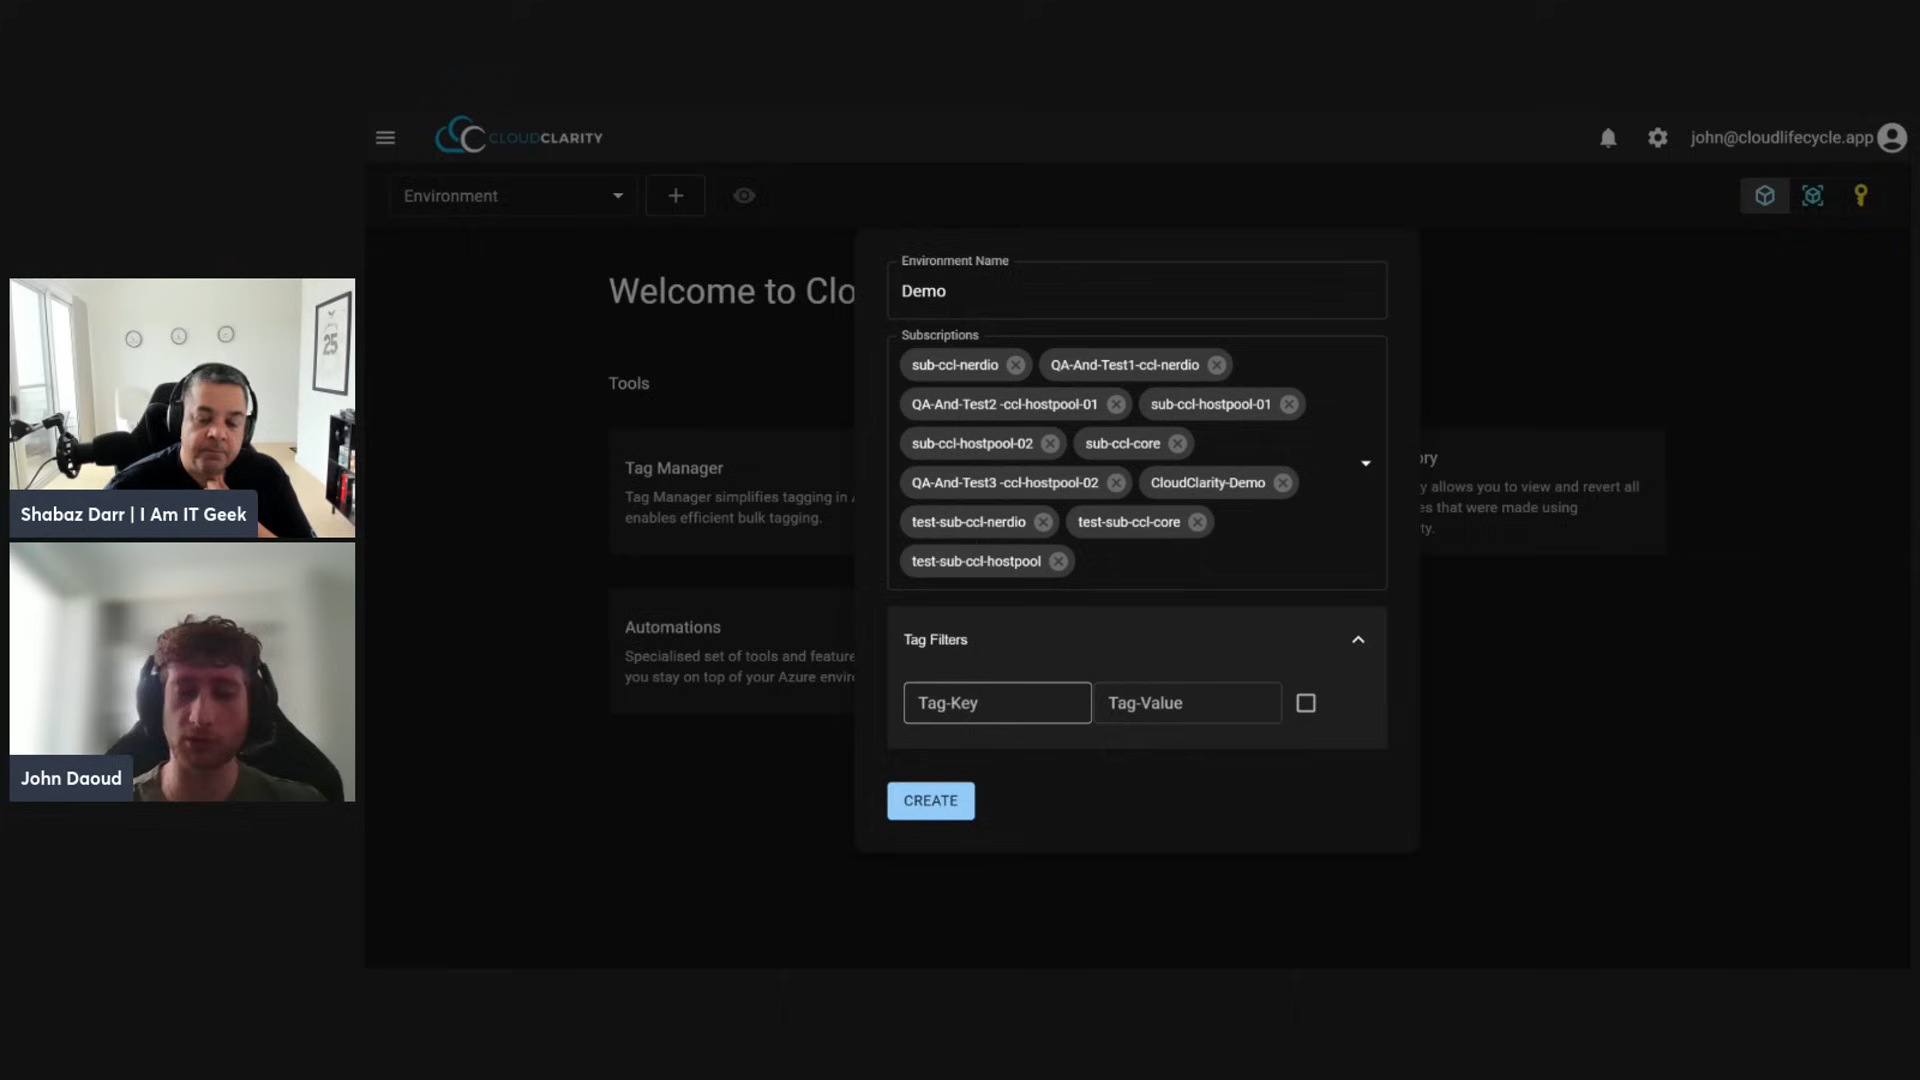 CLOUDCLARITY
john@cloudlifecycle.app
Environment
Environment Name
Demo
Welcome to Clo
Subscriptions
sub-ccl-nerdio
QA-And-Test1-ccl-nerdio
QA-And-Test2 -ccl-hostpool-01
sub-ccl-hostpool-01
sub-ccl-hostpool-02
sub-ccl-core
QA-And-Test3 -ccl-hostpool-02
CloudClarity-Demo
test-sub-ccl-nerdio
test-sub-ccl-core
test-sub-ccl-hostpool
Tools
Tag Manager
Tag Manager simplifies tagging in
enables efficient bulk tagging.
ory
y allows you to view and revert all
es that were made using
ty.
Automations
Specialised set of tools and feature
you stay on top of your Azure envir
Tag Filters
Tag-Key
Tag-Value
CREATE
25
Shabaz Darr | I Am IT Geek
John Daoud